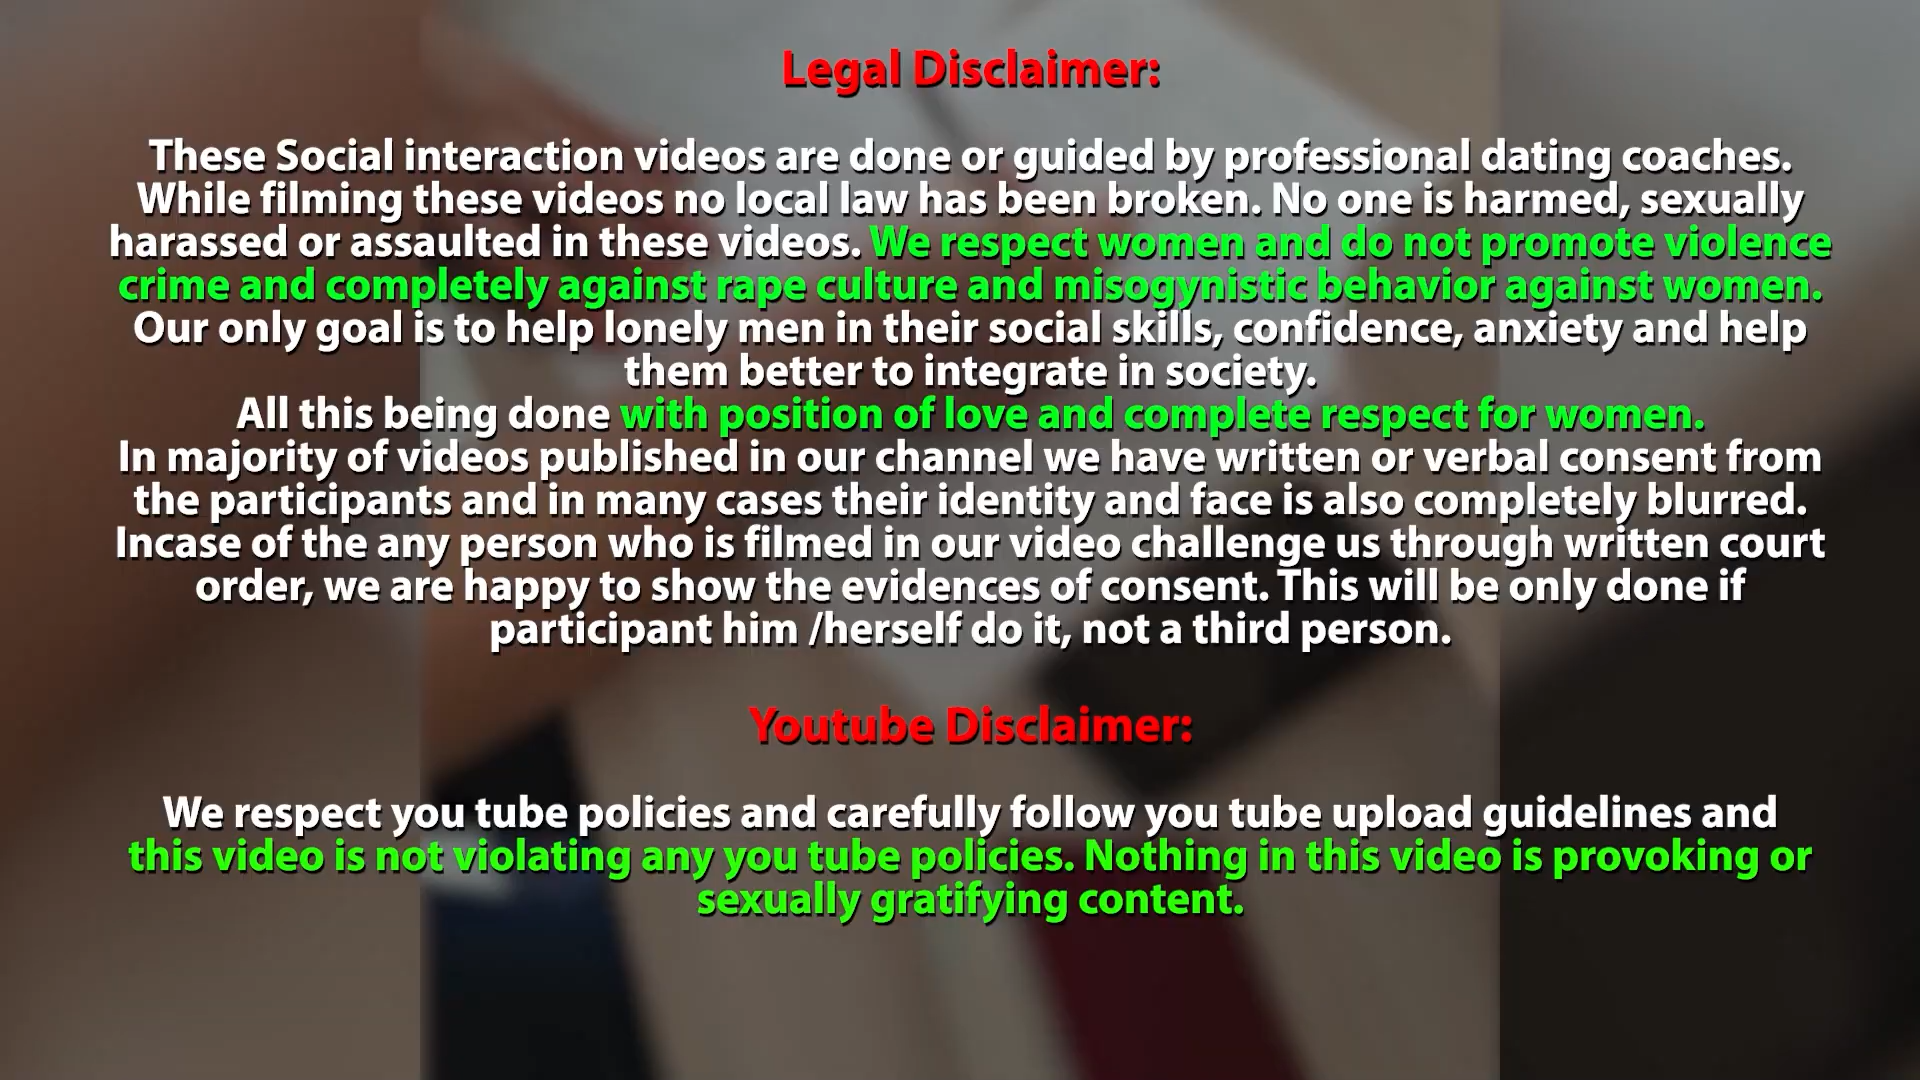 Legal Disclaimer:
These Social interaction videos are done or guided by professional dating coaches.
While filming these videos no local law has been broken. No one is harmed, sexually
harassed or assaulted in these videos. We respect women and do not promote violence
crime and completely against rape culture and misogynistic behavior against women.
Our only goal is to help lonely men in their social skills, confidence, anxiety and help
them better to integrate in society.
All this being done with position of love and complete respect for women.
In majority of videos published in our channel we have written or verbal consent from
the participants and in many cases their identity and face is also completely blurred.
Incase of the any person who is filmed in our video challenge us through written court
order, we are happy to show the evidences of consent. This will be only done if
participant him /herself do it, not a third person.
Youtube Disclaimer:
We respect you tube policies and carefully follow you tube upload guidelines and
this video is not violating any you tube policies. Nothing in this video is provoking or
sexually gratifying content.